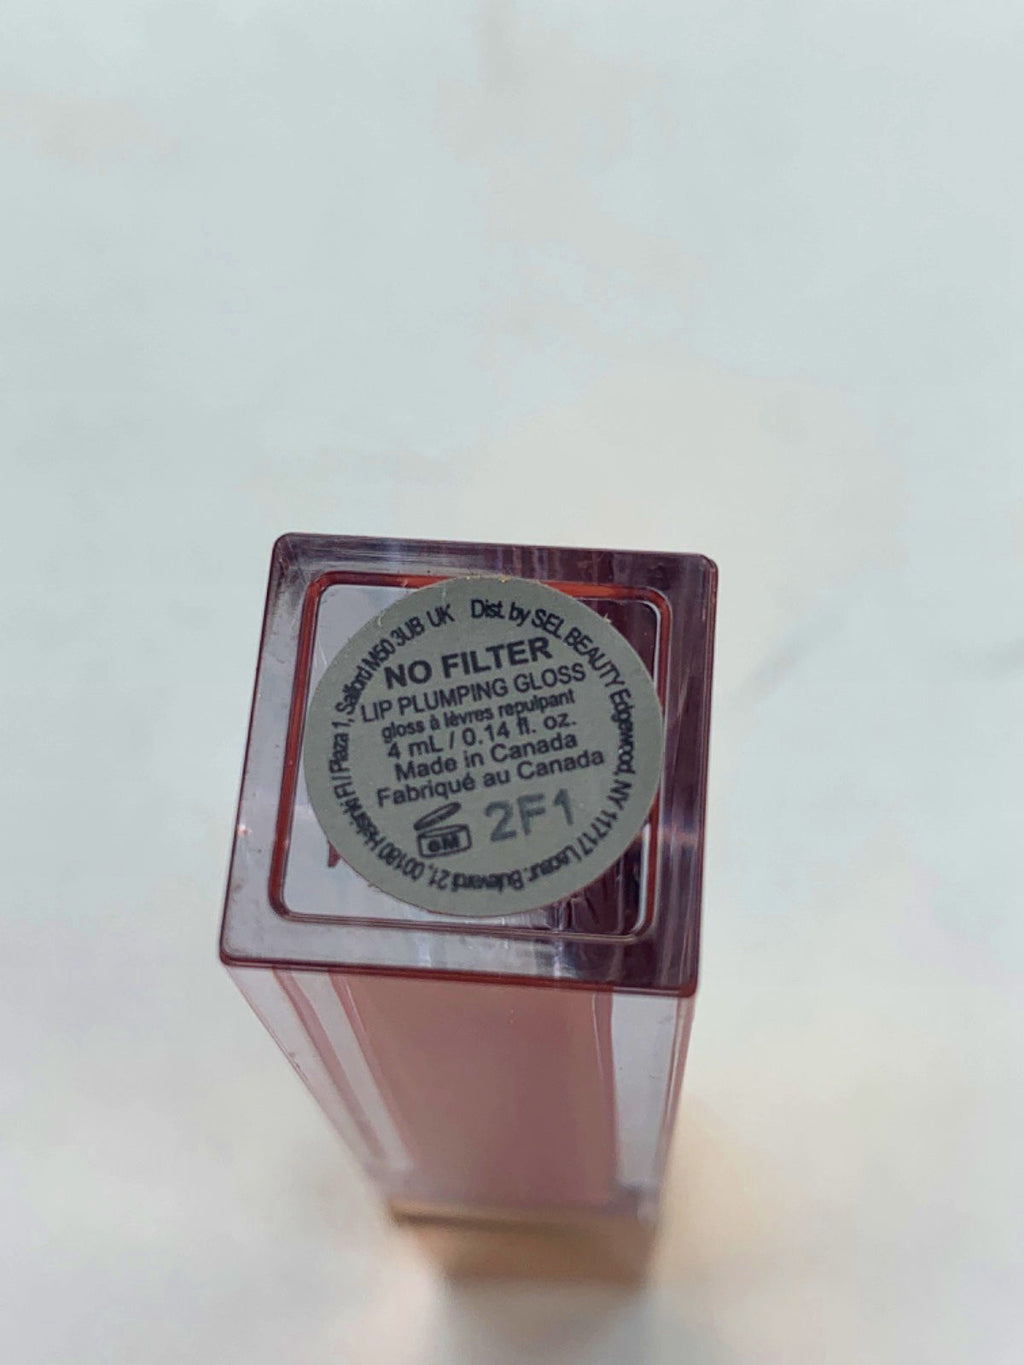 NO FILTER
LIP PLUMPING GLOSS
gloss à lèvres repulpant
4 mL / 0.14 fl. oz.
Made in Canada
Fabriqué au Canada
6M 2F1
Dist. by SEL BEAUTY Edgewood, NY 11717
Bulevardi 21, 00180 Helsinki FI / Plaza 1, Salford M50 3UB UK